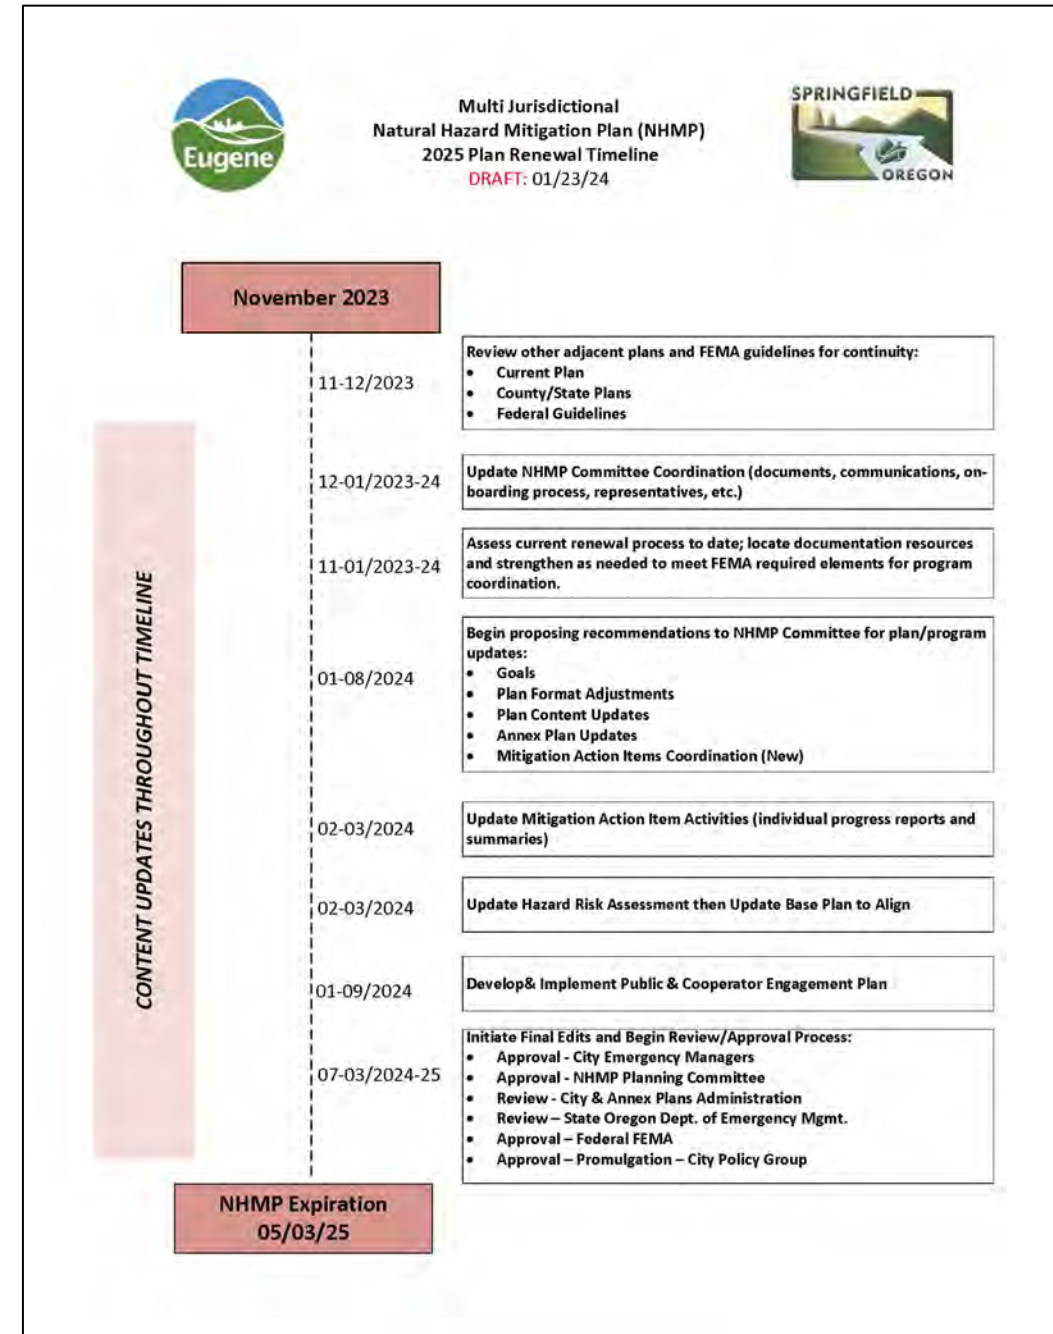 Eugene
Multi Jurisdictional
Natural Hazard Mitigation Plan (NHMP)
2025 Plan Renewal Timeline
DRAFT: 01/23/24
SPRINGFIELD
OREGON
November 2023
11-12/2023
Review other adjacent plans and FEMA guidelines for continuity:
• Current Plan
• County/State Plans
• Federal Guidelines
12-01/2023-24
Update NHMP Committee Coordination (documents, communications, on-
boarding process, representatives, etc.)
11-01/2023-24
Assess current renewal process to date; locate documentation resources
and strengthen as needed to meet FEMA required elements for program
coordination.
01-08/2024
Begin proposing recommendations to NHMP Committee for plan/program
updates:
• Goals
• Plan Format Adjustments
• Plan Content Updates
• Annex Plan Updates
• Mitigation Action Items Coordination (New)
02-03/2024
Update Mitigation Action Item Activities (individual progress reports and
summaries)
02-03/2024
Update Hazard Risk Assessment then Update Base Plan to Align
01-09/2024
Develop& Implement Public & Cooperator Engagement Plan
07-03/2024-25
Initiate Final Edits and Begin Review/Approval Process:
• Approval - City Emergency Managers
• Approval - NHMP Planning Committee
• Review - City & Annex Plans Administration
• Review – State Oregon Dept. of Emergency Mgmt.
• Approval – Federal FEMA
• Approval – Promulgation – City Policy Group
CONTENT UPDATES THROUGHOUT TIMELINE
NHMP Expiration
05/03/25